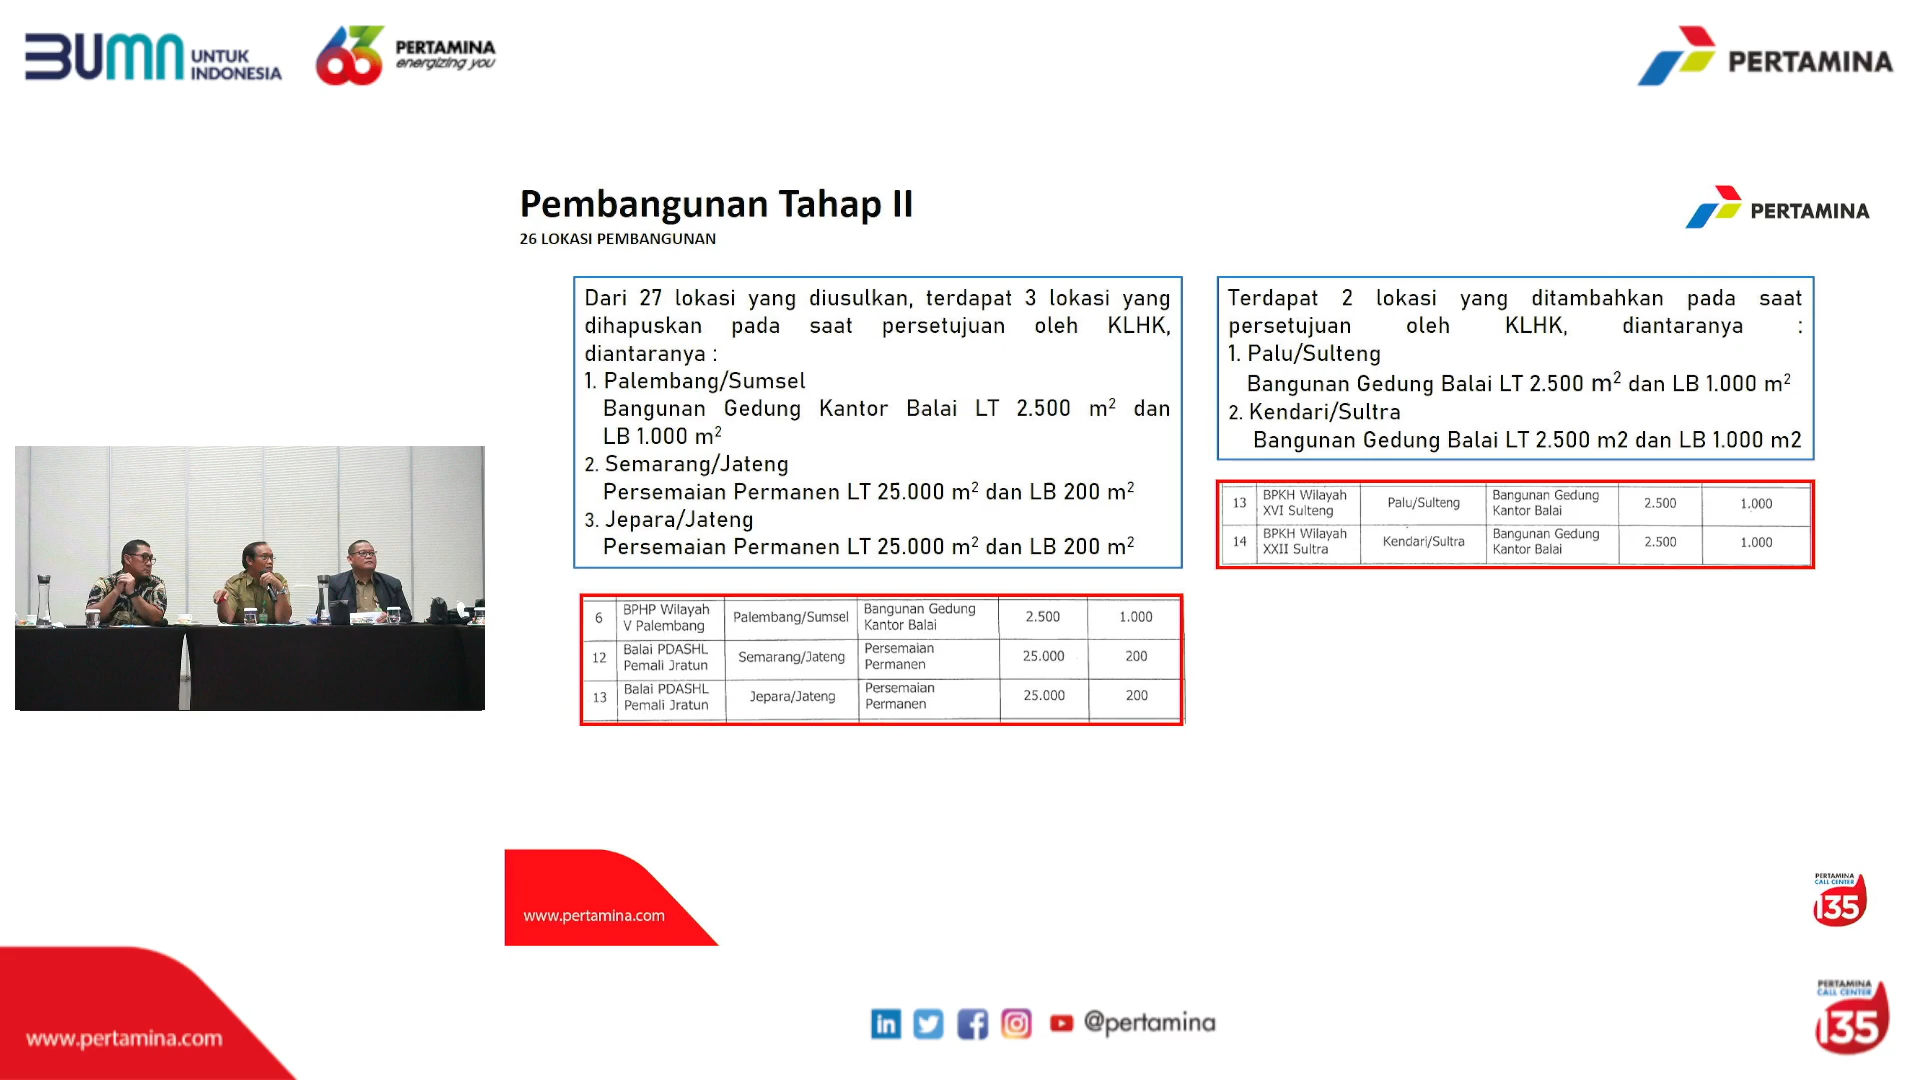 BUMN UNTUK INDONESIA
63 PERTAMINA
energizing you
PERTAMINA
Pembangunan Tahap II
26 LOKASI PEMBANGUNAN
PERTAMINA
Dari 27 lokasi yang diusulkan, terdapat 3 lokasi yang
dihapuskan pada saat persetujuan oleh KLHK,
diantaranya :
1. Palembang/Sumsel
Bangunan Gedung Kantor Balai LT 2.500 m² dan
LB 1.000 m²
2. Semarang/Jateng
Persemaian Permanen LT 25.000 m² dan LB 200 m²
3. Jepara/Jateng
Persemaian Permanen LT 25.000 m² dan LB 200 m²
6 BPHP Wilayah V Palembang Palembang/Sumsel Bangunan Gedung Kantor Balai 2.500 1.000
12 Balai PDASHL Pemali Jratun Semarang/Jateng Persemaian Permanen 25.000 200
13 Balai PDASHL Pemali Jratun Jepara/Jateng Persemaian Permanen 25.000 200
Terdapat 2 lokasi yang ditambahkan pada saat
persetujuan oleh KLHK, diantaranya :
1. Palu/Sulteng
Bangunan Gedung Balai LT 2.500 m² dan LB 1.000 m²
2. Kendari/Sultra
Bangunan Gedung Balai LT 2.500 m2 dan LB 1.000 m2
13 BPKH Wilayah XVI Sulteng Palu/Sulteng Bangunan Gedung Kantor Balai 2.500 1.000
14 BPKH Wilayah XXII Sultra Kendari/Sultra Bangunan Gedung Kantor Balai 2.500 1.000
www.pertamina.com
PERTAMINA
CALL CENTER
135
www.pertamina.com
@pertamina
PERTAMINA
CALL CENTER
135